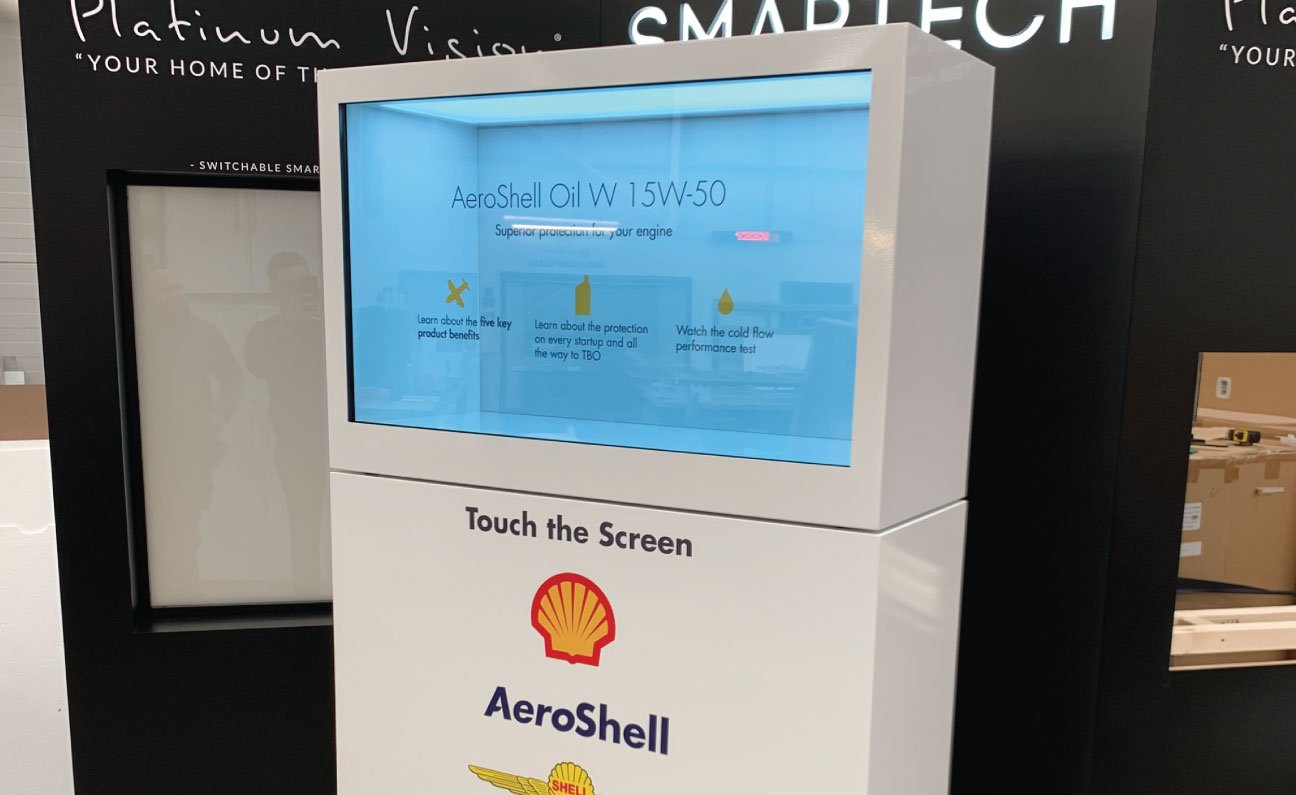 Platinum Vision®
SMARTECH
"YOUR HOME OF
"YOUR
- SWITCHABLE SMAR
AeroShell Oil W 15W-50
Superior protection for your engine
Learn about the five key
product benefits
Learn about the protection
on every startup and all
the way to TBO
Watch the cold flow
performance test
Touch the Screen
AeroShell
SHELL